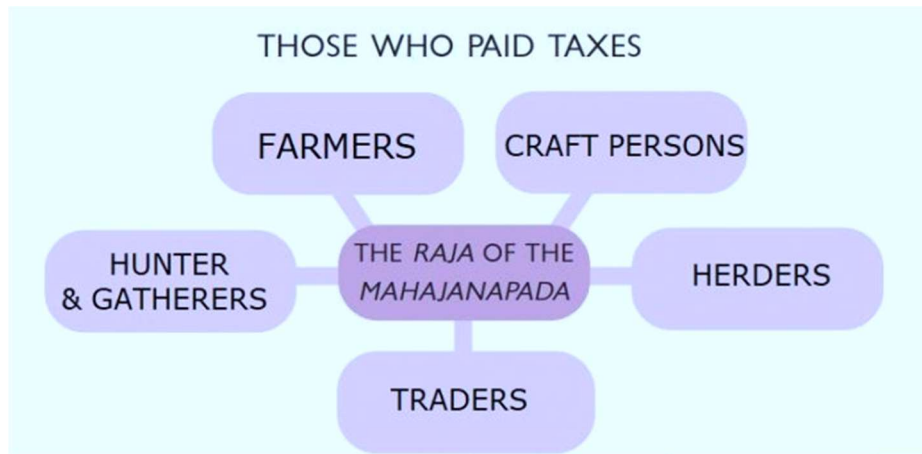 THOSE WHO PAID TAXES
FARMERS
CRAFT PERSONS
HUNTER
& GATHERERS
THE RAJA OF THE
MAHAJANAPADA
HERDERS
TRADERS